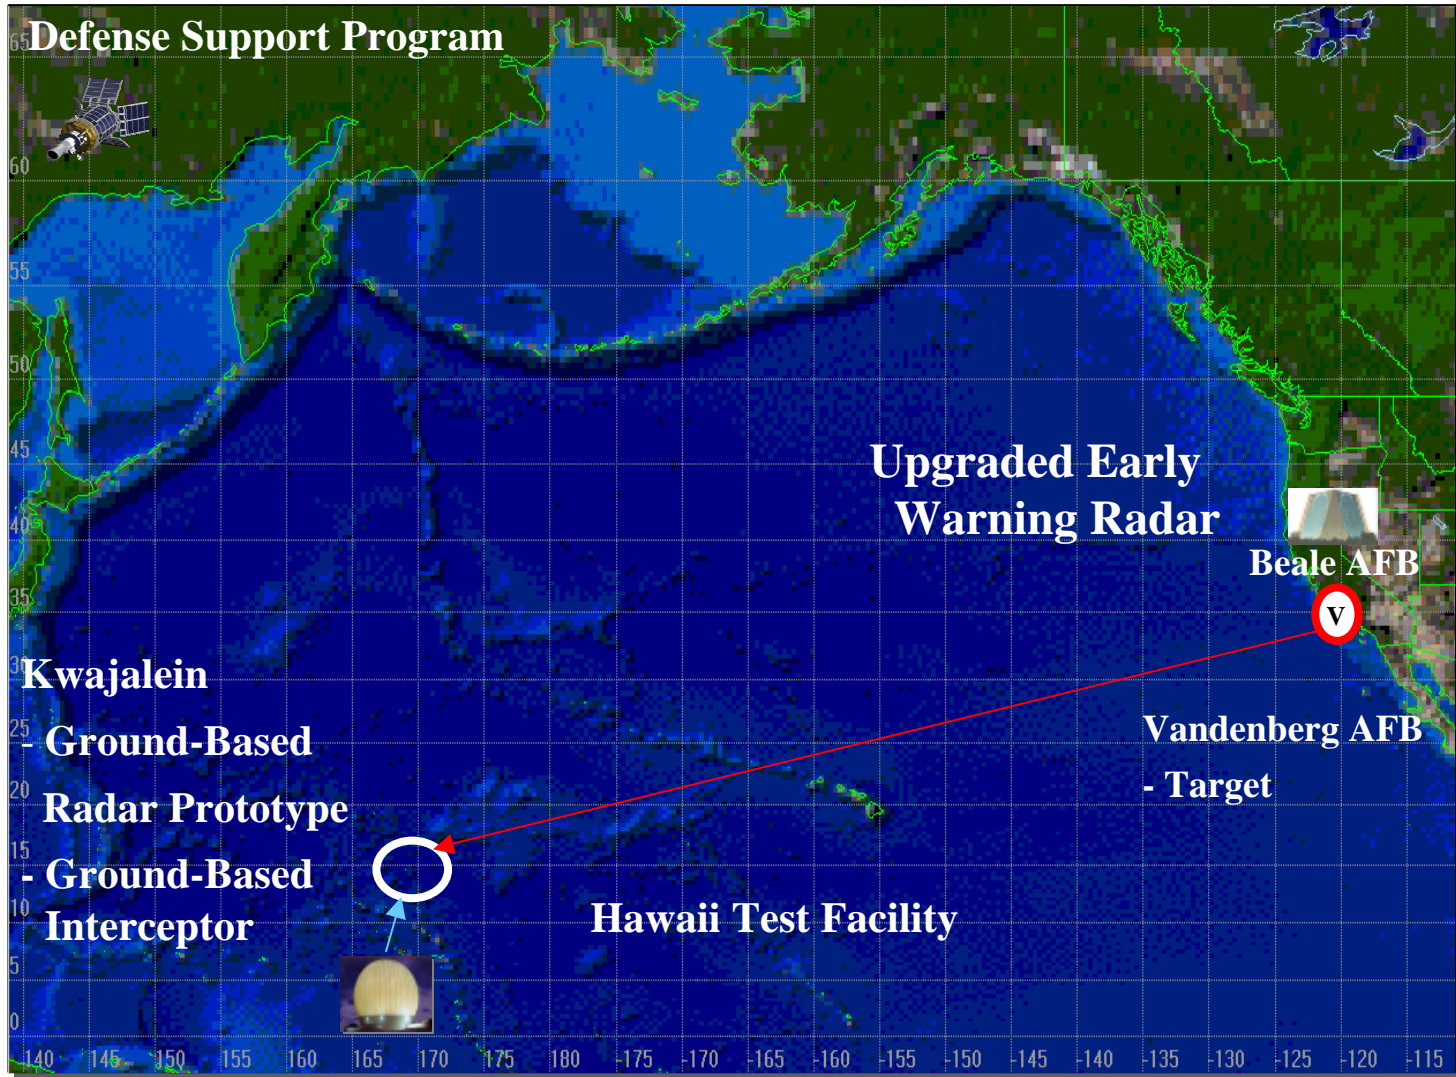 Defense Support Program
65
60
55
50
45
40
35
30
25
20
15
10
5
0
Upgraded Early
Warning Radar
Beale AFB
V
Kwajalein
- Ground-Based
Radar Prototype
- Ground-Based
Interceptor
Vandenberg AFB
- Target
Hawaii Test Facility
140 145 150 155 160 165 170 175 180 -175 -170 -165 -160 -155 -150 -145 -140 -135 -130 -125 -120 -115